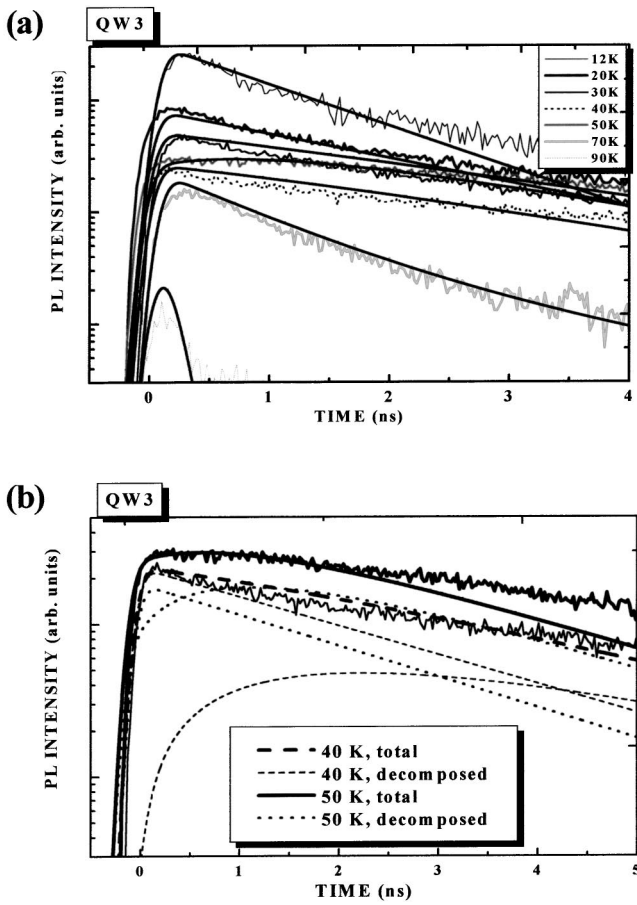 (a)
QW3
PL INTENSITY (arb. units)
12K
20K
30K
40K
50K
70K
90K
0
1
2
3
4
TIME (ns)
(b)
QW3
PL INTENSITY (arb. units)
40 K, total
40 K, decomposed
50 K, total
50 K, decomposed
0
1
2
3
4
5
TIME (ns)